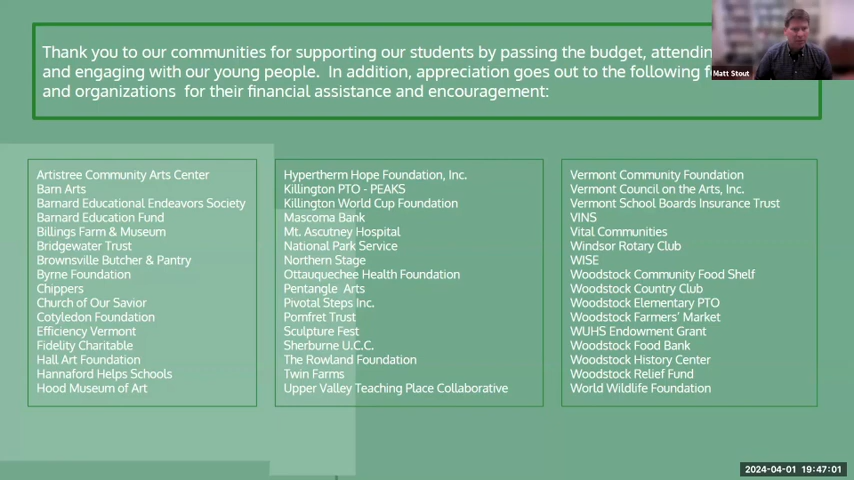 Thank you to our communities for supporting our students by passing the budget,
and engaging with our young people. In addition, appreciation goes out to the following
and organizations for their financial assistance and encouragement:
Matt Stout
Artistree Community Arts Center
Barn Arts
Barnard Educational Endeavors Society
Barnard Education Fund
Billings Farm & Museum
Bridgewater Trust
Brownsville Butcher & Pantry
Byrne Foundation
Chippers
Church of Our Savior
Cotyledon Foundation
Efficiency Vermont
Fidelity Charitable
Hall Art Foundation
Hannaford Helps Schools
Hood Museum of Art
Hypertherm Hope Foundation, Inc.
Killington PTO - PEAKS
Killington World Cup Foundation
Mascoma Bank
Mt. Ascutney Hospital
National Park Service
Northern Stage
Ottauquechee Health Foundation
Pentangle Arts
Pivotal Steps Inc.
Pomfret Trust
Sculpture Fest
Sherburne U.C.C.
The Rowland Foundation
Twin Farms
Upper Valley Teaching Place Collaborative
Vermont Community Foundation
Vermont Council on the Arts, Inc.
Vermont School Boards Insurance Trust
VINS
Vital Communities
Windsor Rotary Club
WISE
Woodstock Community Food Shelf
Woodstock Country Club
Woodstock Elementary PTO
Woodstock Farmers' Market
WUHS Endowment Grant
Woodstock Food Bank
Woodstock History Center
Woodstock Relief Fund
World Wildlife Foundation
2024-04-01 19:47:01